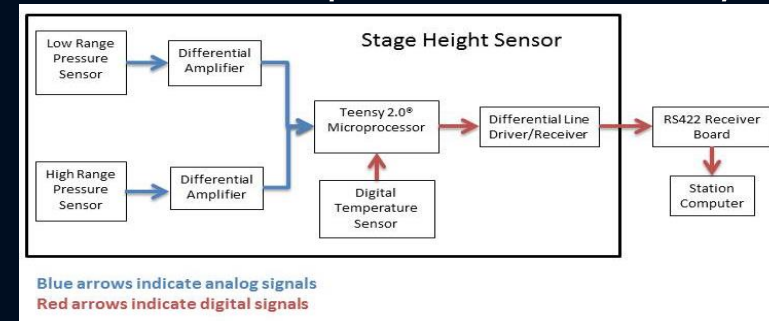 Stage Height Sensor
Low Range
Pressure
Sensor
Differential
Amplifier
Teensy 2.0®
Microprocessor
Differential Line
Driver/Receiver
RS422 Receiver
Board
High Range
Pressure
Sensor
Differential
Amplifier
Digital
Temperature
Sensor
Station
Computer
Blue arrows indicate analog signals
Red arrows indicate digital signals